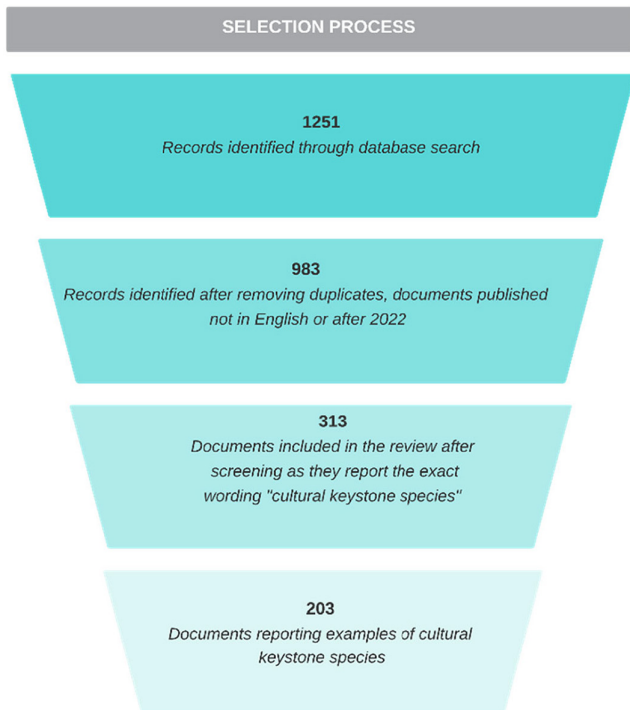 SELECTION PROCESS
1251
Records identified through database search
983
Records identified after removing duplicates, documents published
not in English or after 2022
313
Documents included in the review after
screening as they report the exact
wording "cultural keystone species"
203
Documents reporting examples of cultural
keystone species